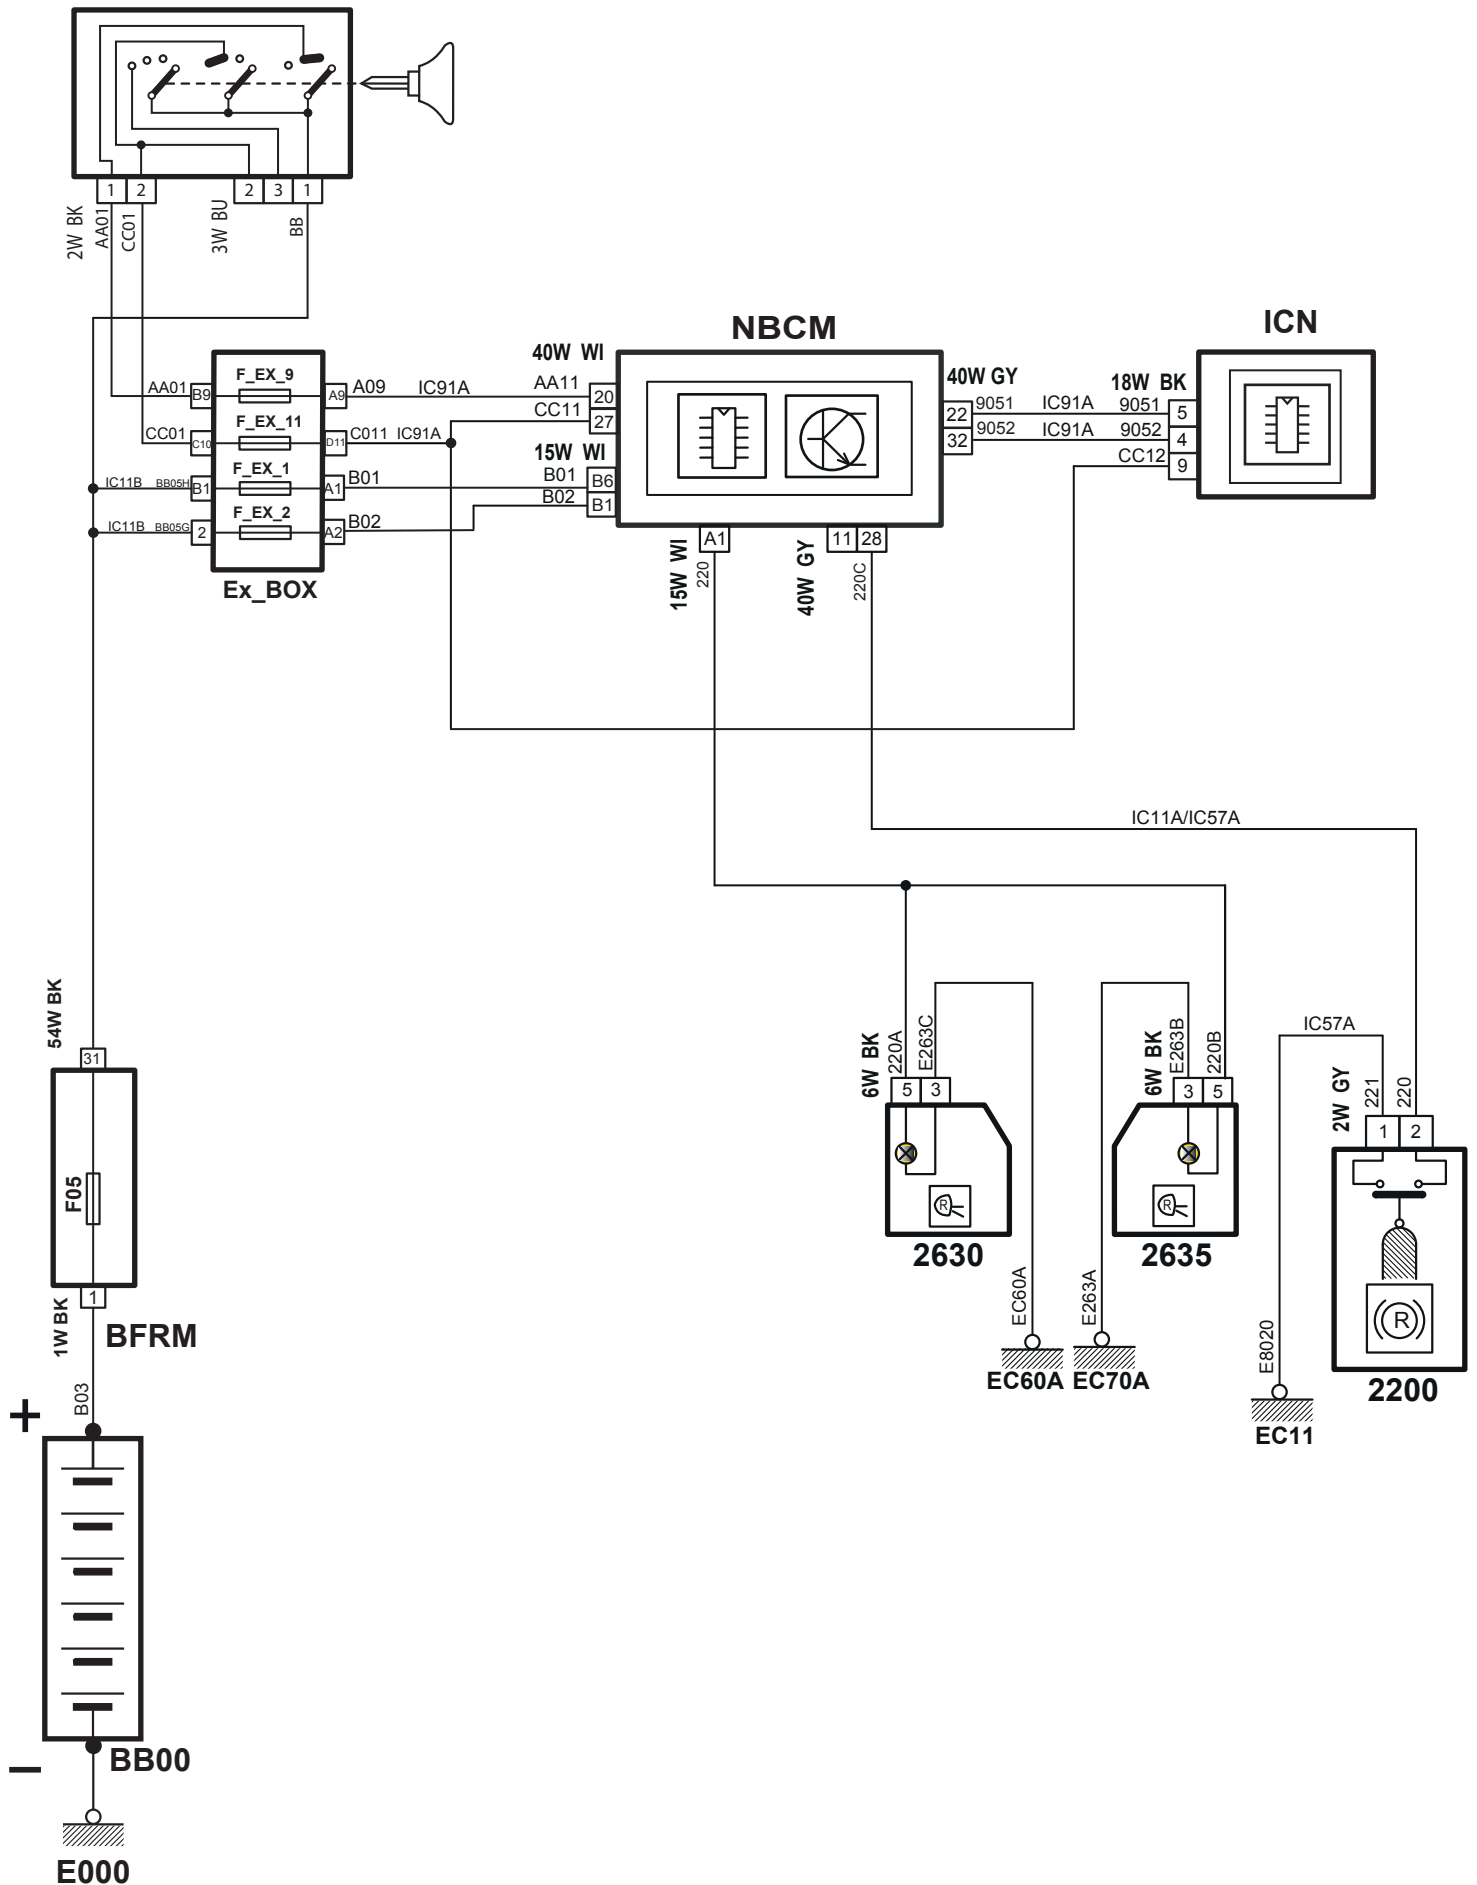 1 2 2 3 1
2W BK
AA01
CC01
3W BU
BB
NBCM
ICN
40W WI
40W GY
18W BK
F_EX_9
AA01 B9 A9 A09 IC91A AA11 20
CC11 27
22 9051 IC91A 9051 5
32 9052 IC91A 9052 4
CC12 9
F_EX_11
CC01 C10 D11 C011 IC91A
15W WI
F_EX_1
IC11B BB05H B1 A1 B01 B01 B6
B02 B1
F_EX_2
IC11B BB05G 2 A2 B02
Ex_BOX
A1 11 28
15W WI
220
40W GY
220C
IC11A/IC57A
54W BK
31
F05
1
1W BK
BFRM
B03
+
BB00
−
E000
6W BK
220A
E263C
5 3
R
2630
EC60A
EC60A
6W BK
E263B
220B
3 5
R
2635
E263A
EC70A
IC57A
2W GY
221
220
1 2
R
2200
E8020
EC11